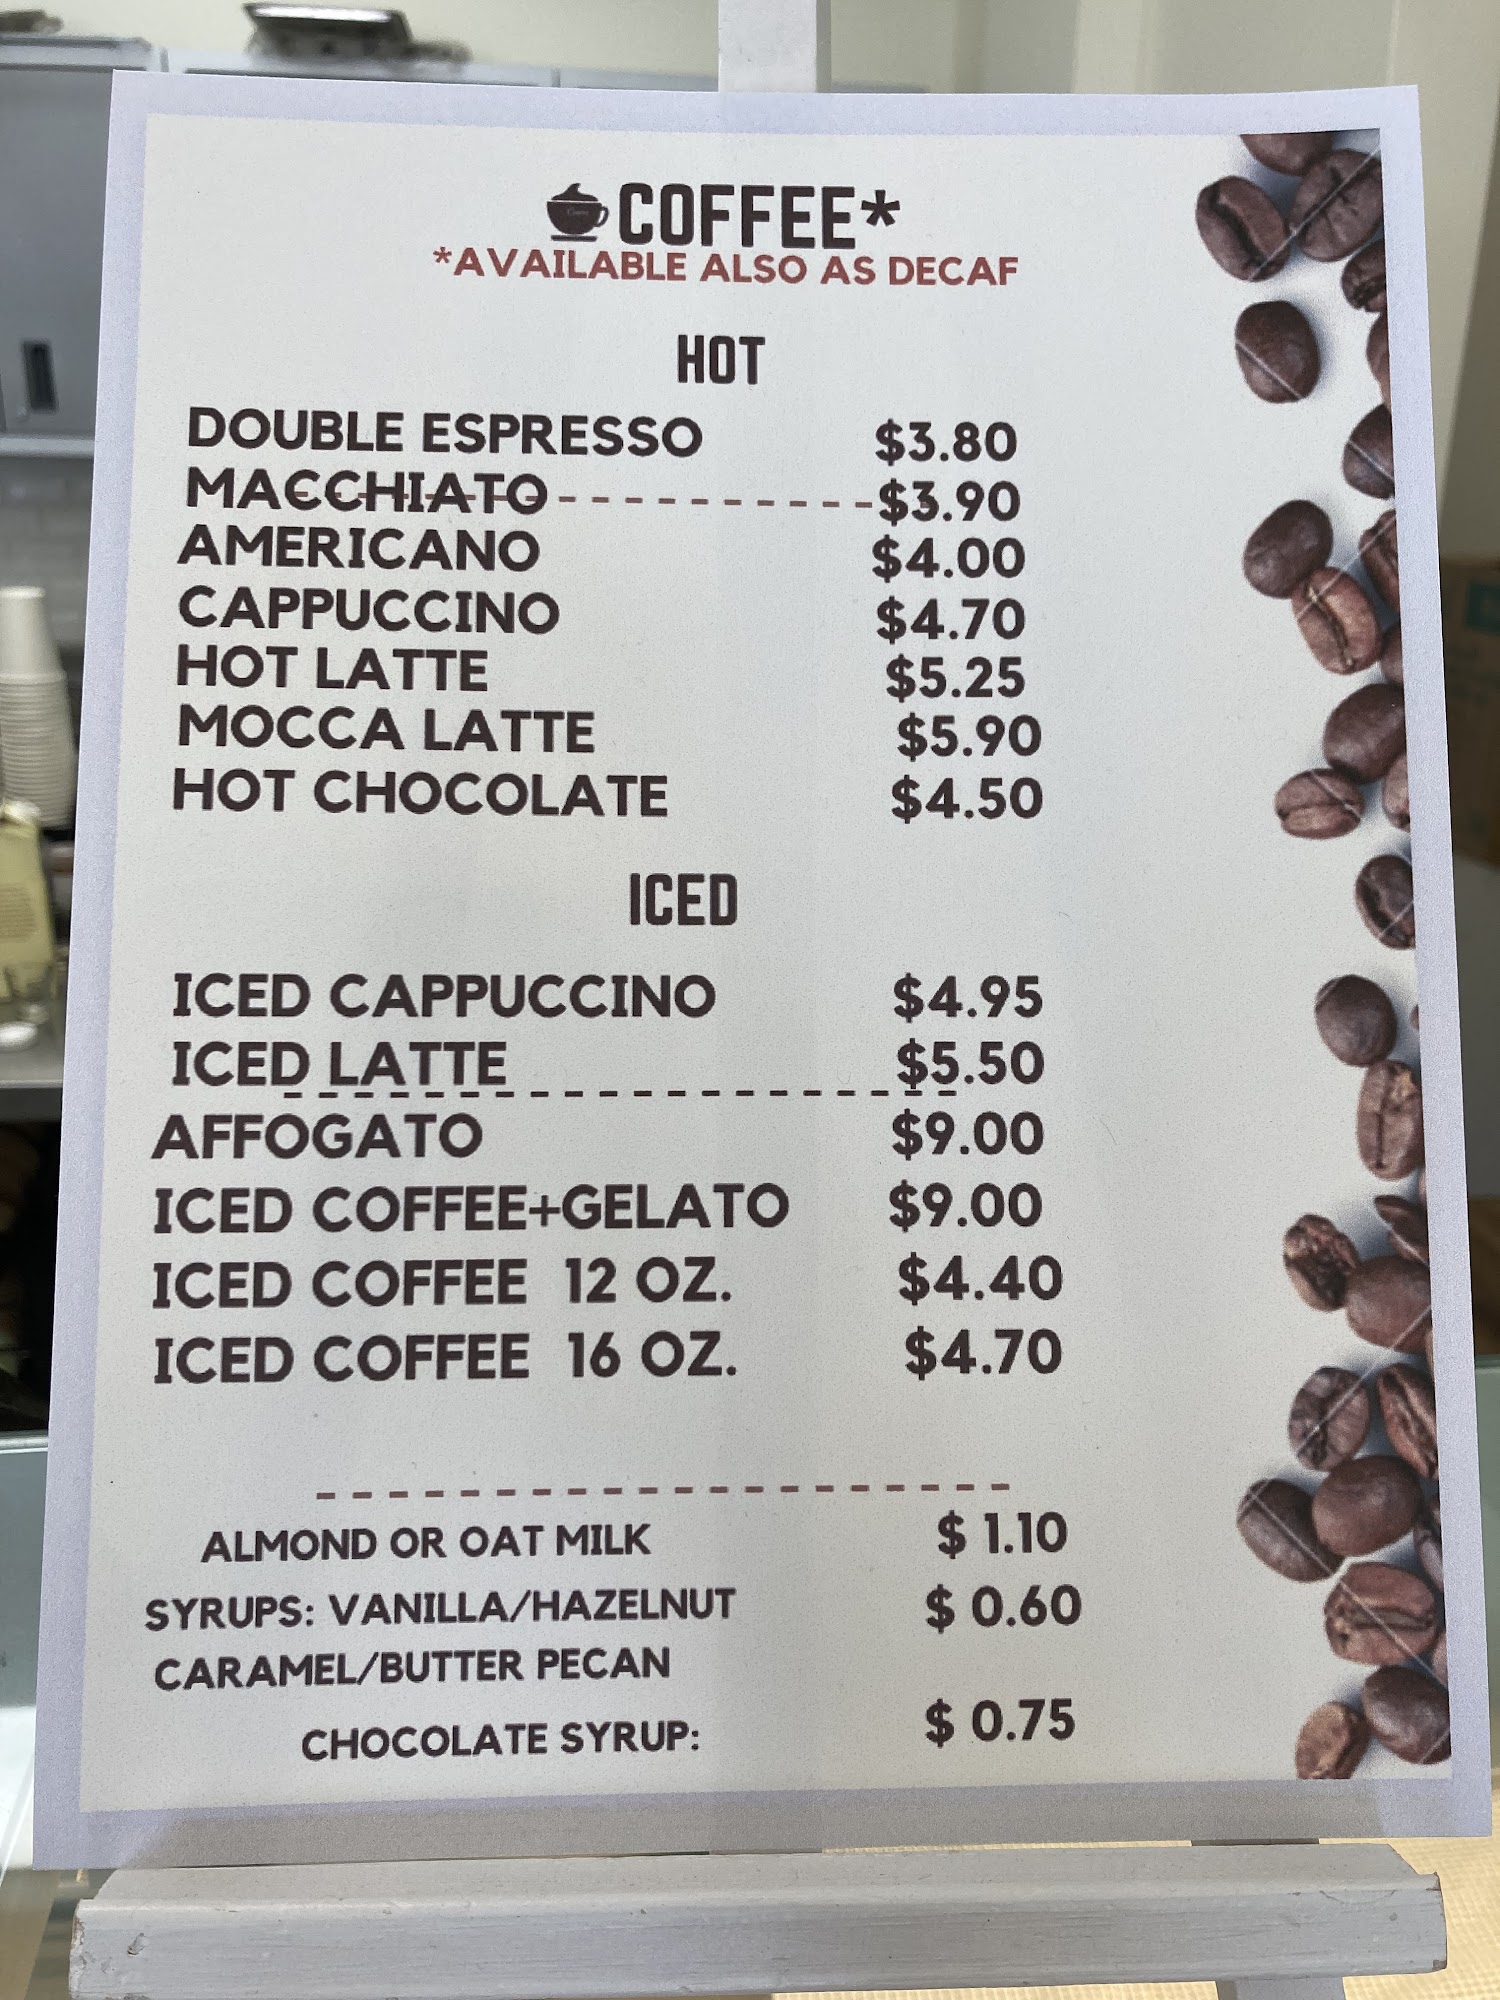 COFFEE*
*AVAILABLE ALSO AS DECAF
HOT
DOUBLE ESPRESSO $3.80
MACCHIATO $3.90
AMERICANO $4.00
CAPPUCCINO $4.70
HOT LATTE $5.25
MOCCA LATTE $5.90
HOT CHOCOLATE $4.50
ICED
ICED CAPPUCCINO $4.95
ICED LATTE $5.50
AFFOGATO $9.00
ICED COFFEE+GELATO $9.00
ICED COFFEE 12 OZ. $4.40
ICED COFFEE 16 OZ. $4.70
ALMOND OR OAT MILK $ 1.10
SYRUPS: VANILLA/HAZELNUT $ 0.60
CARAMEL/BUTTER PECAN
CHOCOLATE SYRUP: $ 0.75